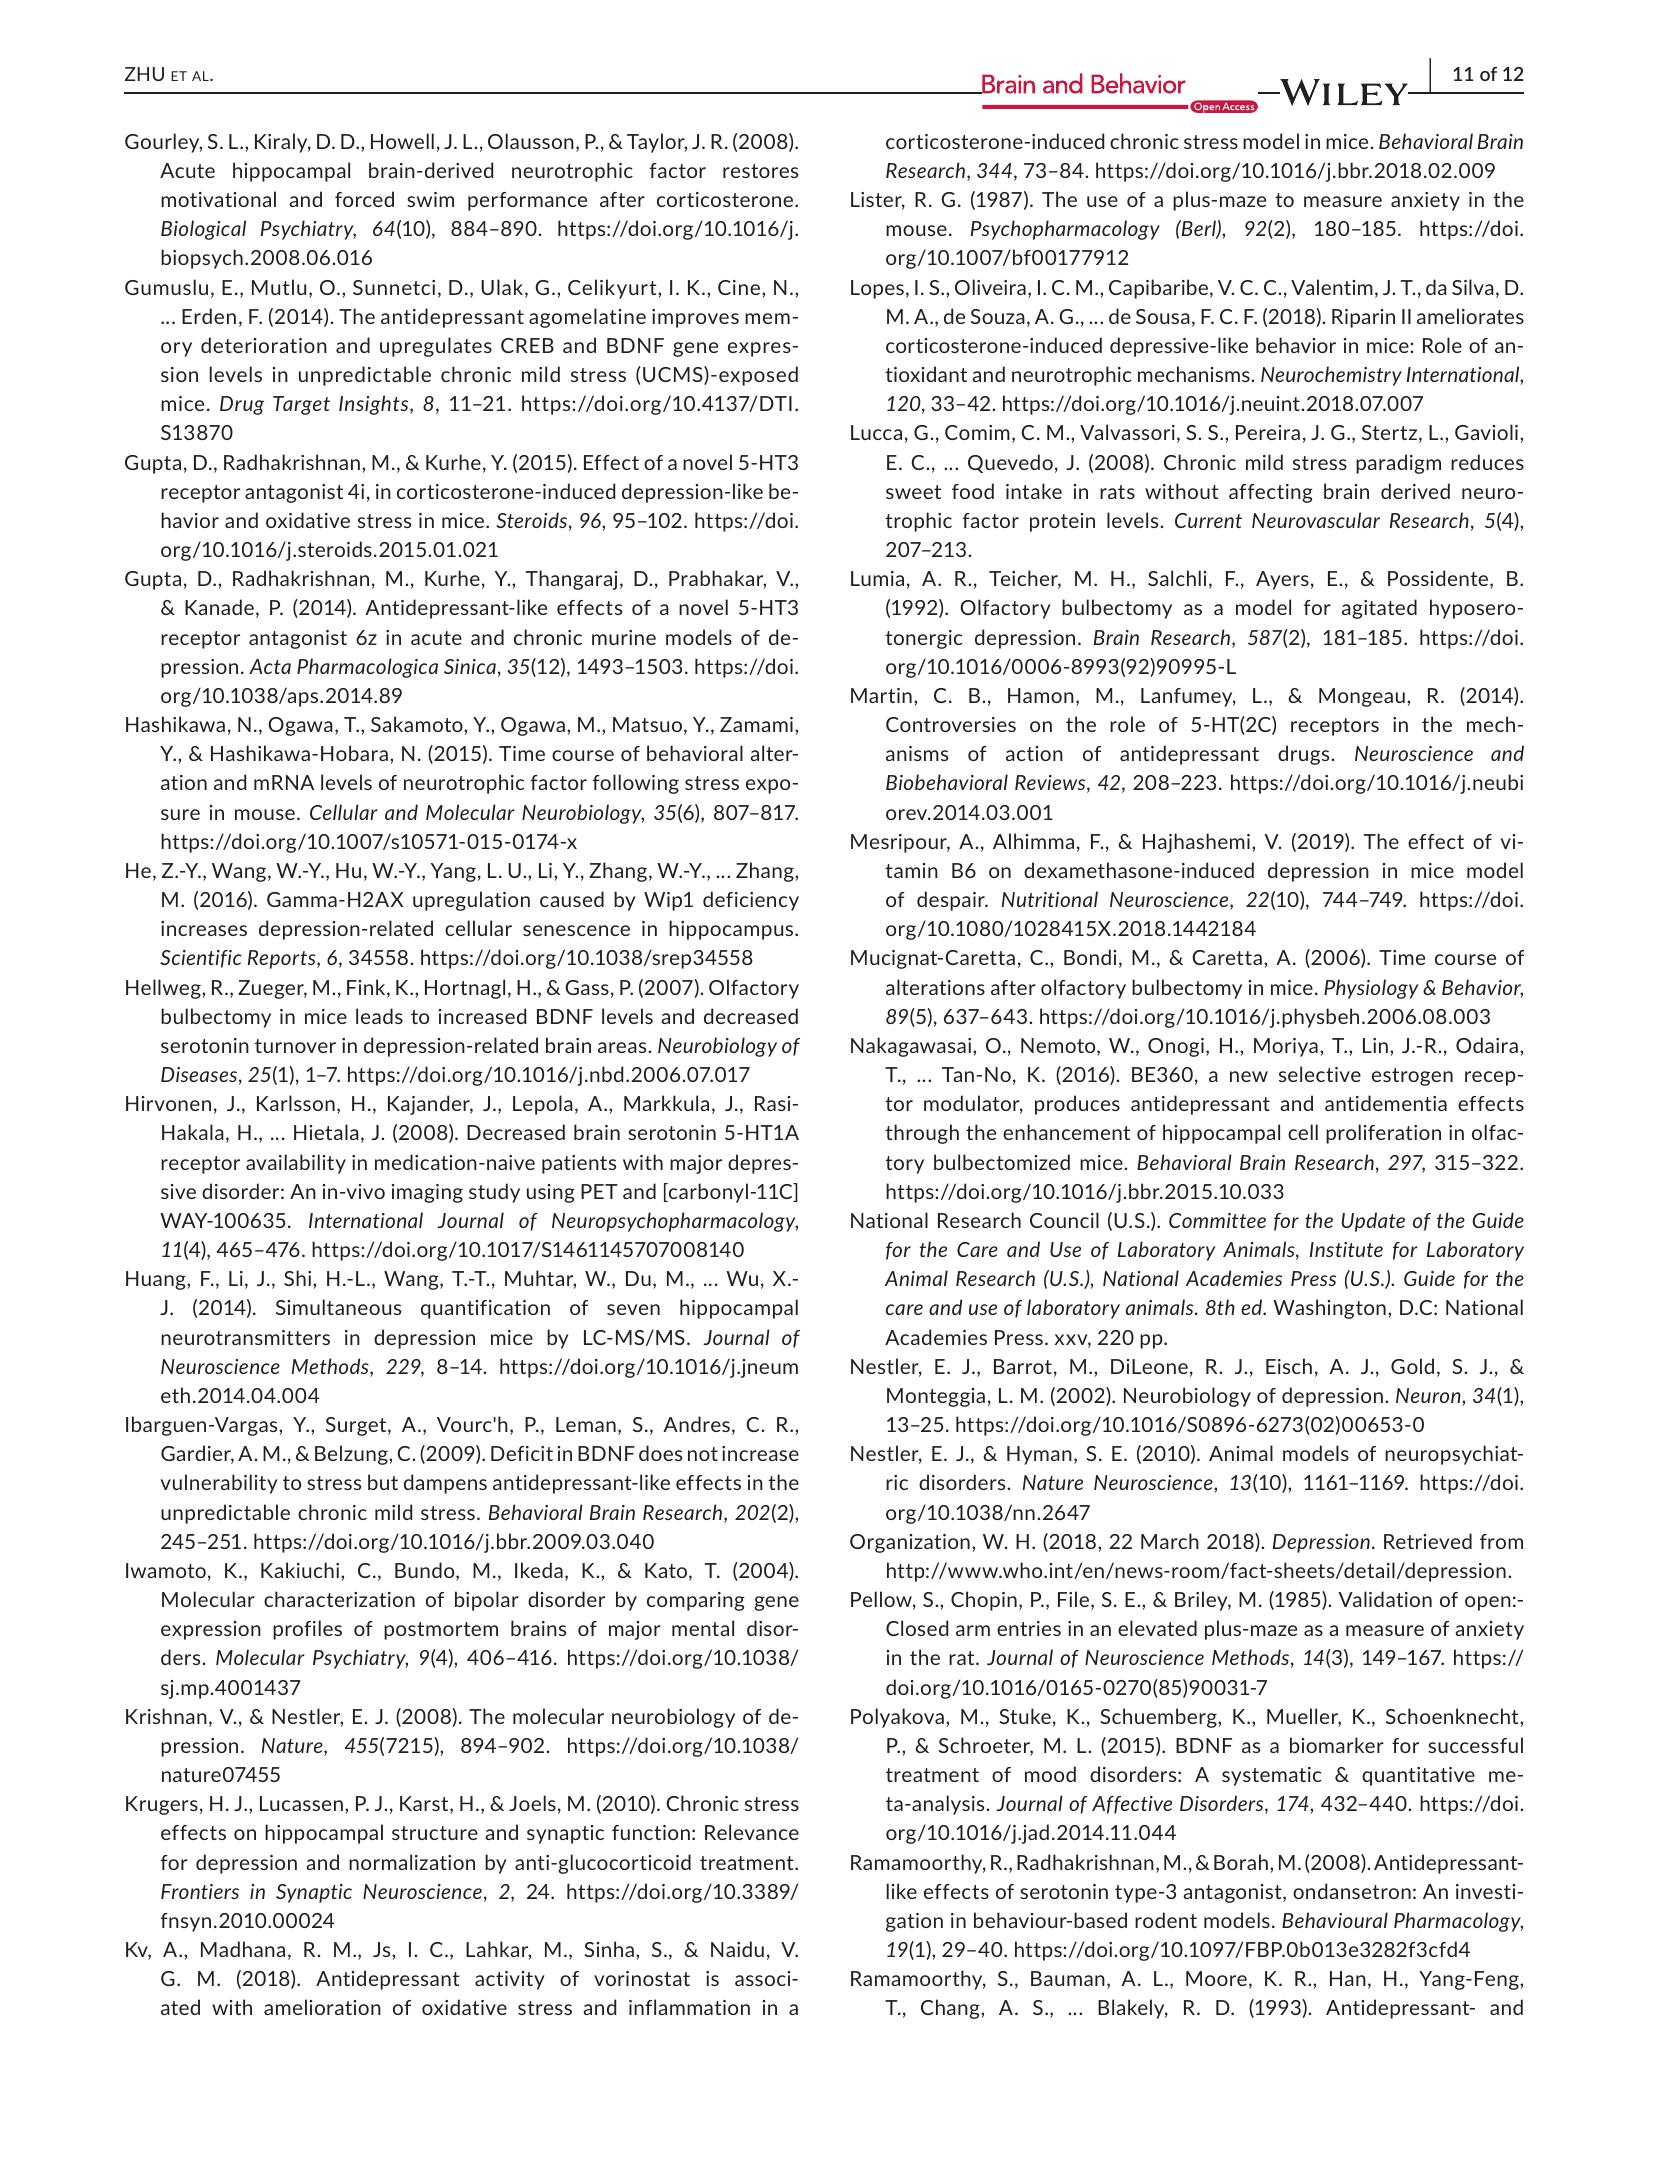 ZHU ET AL.
Brain and Behavior
Open Access
WILEY
11 of 12
Gourley, S. L., Kiraly, D. D., Howell, J. L., Olausson, P., & Taylor, J. R. (2008).
Acute hippocampal brain-derived neurotrophic factor restores
motivational and forced swim performance after corticosterone.
Biological Psychiatry, 64(10), 884–890. https://doi.org/10.1016/j.
biopsych.2008.06.016
Gumuslu, E., Mutlu, O., Sunnetci, D., Ulak, G., Celikyurt, I. K., Cine, N.,
… Erden, F. (2014). The antidepressant agomelatine improves mem-
ory deterioration and upregulates CREB and BDNF gene expres-
sion levels in unpredictable chronic mild stress (UCMS)-exposed
mice. Drug Target Insights, 8, 11–21. https://doi.org/10.4137/DTI.
S13870
Gupta, D., Radhakrishnan, M., & Kurhe, Y. (2015). Effect of a novel 5-HT3
receptor antagonist 4i, in corticosterone-induced depression-like be-
havior and oxidative stress in mice. Steroids, 96, 95–102. https://doi.
org/10.1016/j.steroids.2015.01.021
Gupta, D., Radhakrishnan, M., Kurhe, Y., Thangaraj, D., Prabhakar, V.,
& Kanade, P. (2014). Antidepressant-like effects of a novel 5-HT3
receptor antagonist 6z in acute and chronic murine models of de-
pression. Acta Pharmacologica Sinica, 35(12), 1493–1503. https://doi.
org/10.1038/aps.2014.89
Hashikawa, N., Ogawa, T., Sakamoto, Y., Ogawa, M., Matsuo, Y., Zamami,
Y., & Hashikawa-Hobara, N. (2015). Time course of behavioral alter-
ation and mRNA levels of neurotrophic factor following stress expo-
sure in mouse. Cellular and Molecular Neurobiology, 35(6), 807–817.
https://doi.org/10.1007/s10571-015-0174-x
He, Z.-Y., Wang, W.-Y., Hu, W.-Y., Yang, L. U., Li, Y., Zhang, W.-Y., … Zhang,
M. (2016). Gamma-H2AX upregulation caused by Wip1 deficiency
increases depression-related cellular senescence in hippocampus.
Scientific Reports, 6, 34558. https://doi.org/10.1038/srep34558
Hellweg, R., Zueger, M., Fink, K., Hortnagl, H., & Gass, P. (2007). Olfactory
bulbectomy in mice leads to increased BDNF levels and decreased
serotonin turnover in depression-related brain areas. Neurobiology of
Diseases, 25(1), 1–7. https://doi.org/10.1016/j.nbd.2006.07.017
Hirvonen, J., Karlsson, H., Kajander, J., Lepola, A., Markkula, J., Rasi-
Hakala, H., … Hietala, J. (2008). Decreased brain serotonin 5-HT1A
receptor availability in medication-naive patients with major depres-
sive disorder: An in-vivo imaging study using PET and [carbonyl-11C]
WAY-100635. International Journal of Neuropsychopharmacology,
11(4), 465–476. https://doi.org/10.1017/S1461145707008140
Huang, F., Li, J., Shi, H.-L., Wang, T.-T., Muhtar, W., Du, M., … Wu, X.-
J. (2014). Simultaneous quantification of seven hippocampal
neurotransmitters in depression mice by LC-MS/MS. Journal of
Neuroscience Methods, 229, 8–14. https://doi.org/10.1016/j.jneum
eth.2014.04.004
Ibarguen-Vargas, Y., Surget, A., Vourc'h, P., Leman, S., Andres, C. R.,
Gardier, A. M., & Belzung, C. (2009). Deficit in BDNF does not increase
vulnerability to stress but dampens antidepressant-like effects in the
unpredictable chronic mild stress. Behavioral Brain Research, 202(2),
245–251. https://doi.org/10.1016/j.bbr.2009.03.040
Iwamoto, K., Kakiuchi, C., Bundo, M., Ikeda, K., & Kato, T. (2004).
Molecular characterization of bipolar disorder by comparing gene
expression profiles of postmortem brains of major mental disor-
ders. Molecular Psychiatry, 9(4), 406–416. https://doi.org/10.1038/
sj.mp.4001437
Krishnan, V., & Nestler, E. J. (2008). The molecular neurobiology of de-
pression. Nature, 455(7215), 894–902. https://doi.org/10.1038/
nature07455
Krugers, H. J., Lucassen, P. J., Karst, H., & Joels, M. (2010). Chronic stress
effects on hippocampal structure and synaptic function: Relevance
for depression and normalization by anti-glucocorticoid treatment.
Frontiers in Synaptic Neuroscience, 2, 24. https://doi.org/10.3389/
fnsyn.2010.00024
Kv, A., Madhana, R. M., Js, I. C., Lahkar, M., Sinha, S., & Naidu, V.
G. M. (2018). Antidepressant activity of vorinostat is associ-
ated with amelioration of oxidative stress and inflammation in a
corticosterone-induced chronic stress model in mice. Behavioral Brain
Research, 344, 73–84. https://doi.org/10.1016/j.bbr.2018.02.009
Lister, R. G. (1987). The use of a plus-maze to measure anxiety in the
mouse. Psychopharmacology (Berl), 92(2), 180–185. https://doi.
org/10.1007/bf00177912
Lopes, I. S., Oliveira, I. C. M., Capibaribe, V. C. C., Valentim, J. T., da Silva, D.
M. A., de Souza, A. G., … de Sousa, F. C. F. (2018). Riparin II ameliorates
corticosterone-induced depressive-like behavior in mice: Role of an-
tioxidant and neurotrophic mechanisms. Neurochemistry International,
120, 33–42. https://doi.org/10.1016/j.neuint.2018.07.007
Lucca, G., Comim, C. M., Valvassori, S. S., Pereira, J. G., Stertz, L., Gavioli,
E. C., … Quevedo, J. (2008). Chronic mild stress paradigm reduces
sweet food intake in rats without affecting brain derived neuro-
trophic factor protein levels. Current Neurovascular Research, 5(4),
207–213.
Lumia, A. R., Teicher, M. H., Salchli, F., Ayers, E., & Possidente, B.
(1992). Olfactory bulbectomy as a model for agitated hyposero-
tonergic depression. Brain Research, 587(2), 181–185. https://doi.
org/10.1016/0006-8993(92)90995-L
Martin, C. B., Hamon, M., Lanfumey, L., & Mongeau, R. (2014).
Controversies on the role of 5-HT(2C) receptors in the mech-
anisms of action of antidepressant drugs. Neuroscience and
Biobehavioral Reviews, 42, 208–223. https://doi.org/10.1016/j.neubi
orev.2014.03.001
Mesripour, A., Alhimma, F., & Hajhashemi, V. (2019). The effect of vi-
tamin B6 on dexamethasone-induced depression in mice model
of despair. Nutritional Neuroscience, 22(10), 744–749. https://doi.
org/10.1080/1028415X.2018.1442184
Mucignat-Caretta, C., Bondi, M., & Caretta, A. (2006). Time course of
alterations after olfactory bulbectomy in mice. Physiology & Behavior,
89(5), 637–643. https://doi.org/10.1016/j.physbeh.2006.08.003
Nakagawasai, O., Nemoto, W., Onogi, H., Moriya, T., Lin, J.-R., Odaira,
T., … Tan-No, K. (2016). BE360, a new selective estrogen recep-
tor modulator, produces antidepressant and antidementia effects
through the enhancement of hippocampal cell proliferation in olfac-
tory bulbectomized mice. Behavioral Brain Research, 297, 315–322.
https://doi.org/10.1016/j.bbr.2015.10.033
National Research Council (U.S.). Committee for the Update of the Guide
for the Care and Use of Laboratory Animals, Institute for Laboratory
Animal Research (U.S.), National Academies Press (U.S.). Guide for the
care and use of laboratory animals. 8th ed. Washington, D.C: National
Academies Press. xxv, 220 pp.
Nestler, E. J., Barrot, M., DiLeone, R. J., Eisch, A. J., Gold, S. J., &
Monteggia, L. M. (2002). Neurobiology of depression. Neuron, 34(1),
13–25. https://doi.org/10.1016/S0896-6273(02)00653-0
Nestler, E. J., & Hyman, S. E. (2010). Animal models of neuropsychiat-
ric disorders. Nature Neuroscience, 13(10), 1161–1169. https://doi.
org/10.1038/nn.2647
Organization, W. H. (2018, 22 March 2018). Depression. Retrieved from
http://www.who.int/en/news-room/fact-sheets/detail/depression.
Pellow, S., Chopin, P., File, S. E., & Briley, M. (1985). Validation of open:-
Closed arm entries in an elevated plus-maze as a measure of anxiety
in the rat. Journal of Neuroscience Methods, 14(3), 149–167. https://
doi.org/10.1016/0165-0270(85)90031-7
Polyakova, M., Stuke, K., Schuemberg, K., Mueller, K., Schoenknecht,
P., & Schroeter, M. L. (2015). BDNF as a biomarker for successful
treatment of mood disorders: A systematic & quantitative me-
ta-analysis. Journal of Affective Disorders, 174, 432–440. https://doi.
org/10.1016/j.jad.2014.11.044
Ramamoorthy, R., Radhakrishnan, M., & Borah, M. (2008). Antidepressant-
like effects of serotonin type-3 antagonist, ondansetron: An investi-
gation in behaviour-based rodent models. Behavioural Pharmacology,
19(1), 29–40. https://doi.org/10.1097/FBP.0b013e3282f3cfd4
Ramamoorthy, S., Bauman, A. L., Moore, K. R., Han, H., Yang-Feng,
T., Chang, A. S., … Blakely, R. D. (1993). Antidepressant- and